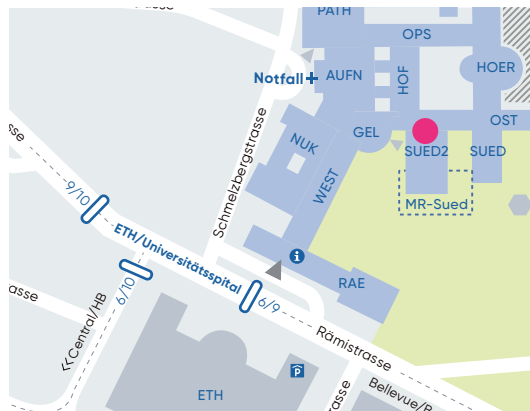 PATH
OPS
HOER
AUFN
HOF
Notfall
OST
GEL
SUED2
SUED
NUK
WEST
MR-Sued
Schmelzbergstrasse
9/10
ETH/Universitätsspital
i
6/10
6/9
RAE
<<Central/HB
Rämistrasse
P
ETH
Bellevue/